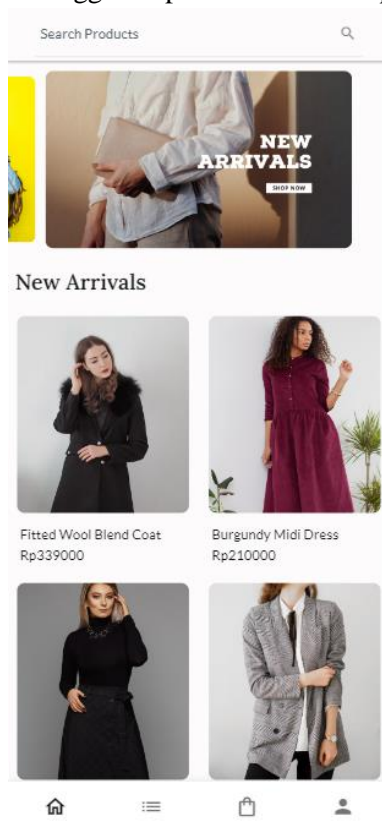 Search Products
NEW
ARRIVALS
SHOP NOW
New Arrivals
Fitted Wool Blend Coat
Rp339000
Burgundy Midi Dress
Rp210000